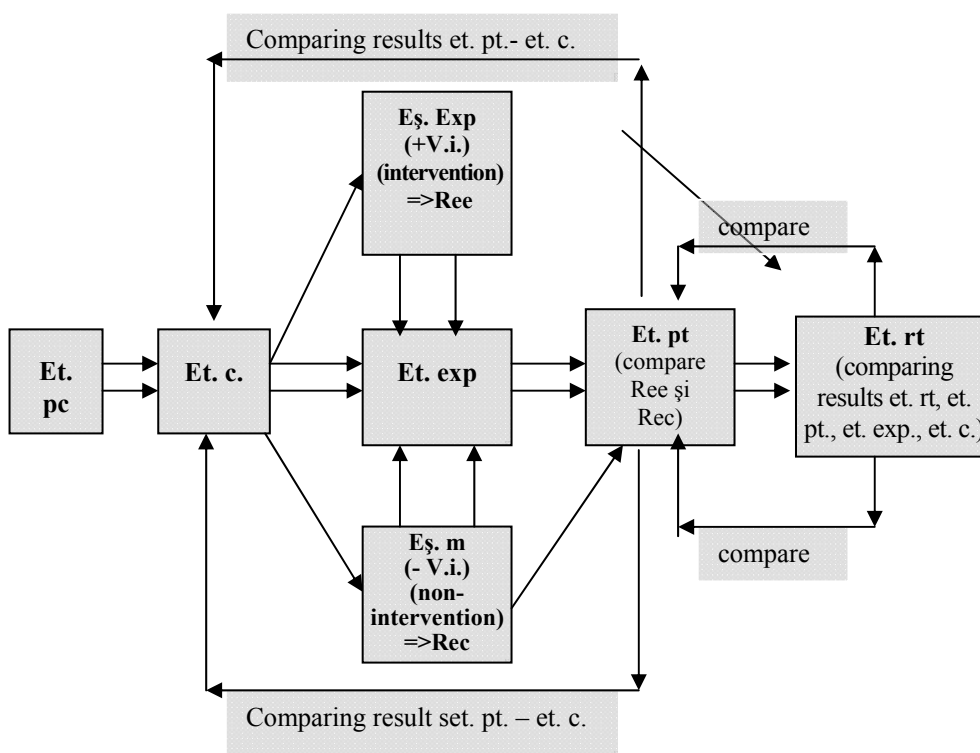 Comparing results et. pt.- et. c.
Eş. Exp
(+V.i.)
(intervention)
=>Ree
compare
Et.
pc
Et. c.
Et. exp
Et. pt
(compare
Ree şi
Rec)
Et. rt
(comparing
results et. rt, et.
pt., et. exp., et. c.)
Eş. m
(- V.i.)
(non-
intervention)
=>Rec
compare
Comparing result set. pt. – et. c.